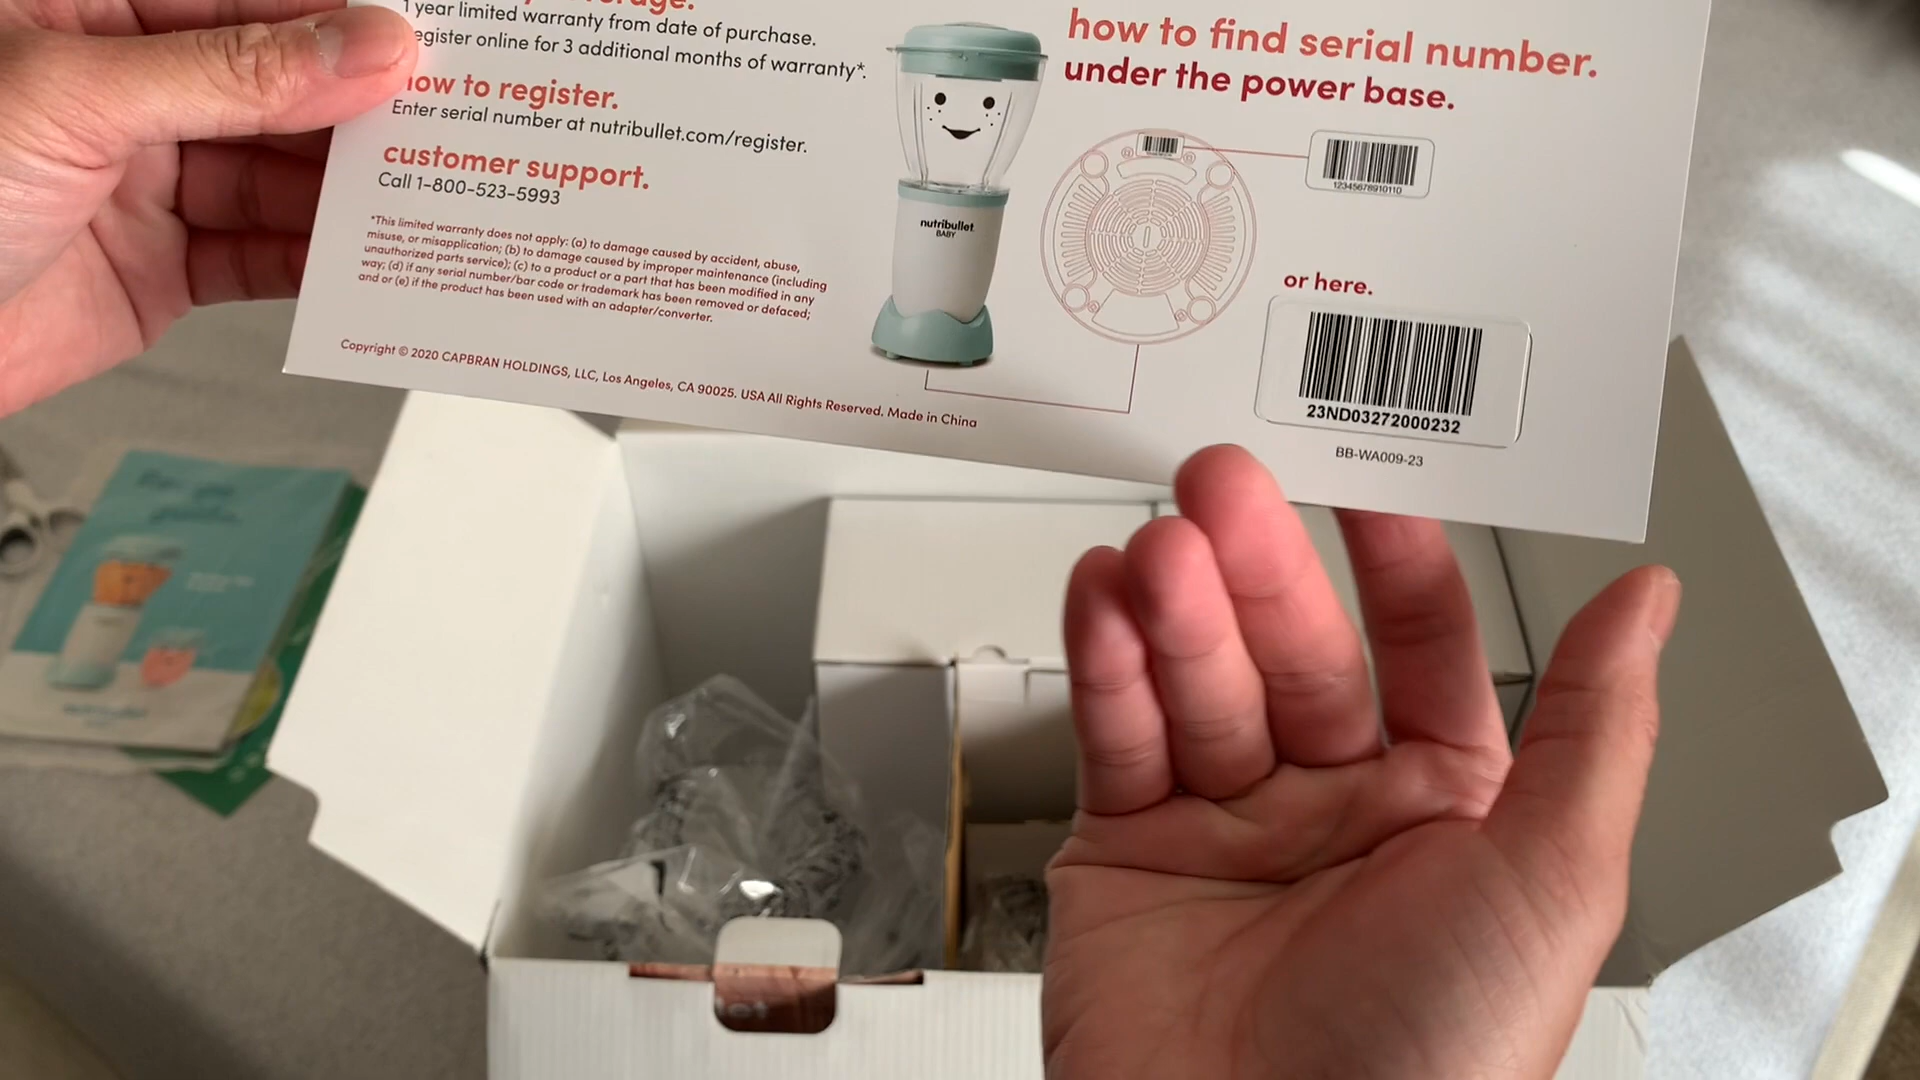 1 year limited warranty from date of purchase.
egister online for 3 additional months of warranty*.
how to register.
Enter serial number at nutribullet.com/register.
customer support.
Call 1-800-523-5993
*This limited warranty does not apply: (a) to damage caused by accident, abuse,
misuse, or misapplication; (b) to damage caused by improper maintenance (including
unauthorized parts service); (c) to a product or a part that has been modified in any
way; (d) if any serial number/bar code or trademark has been removed or defaced;
and or (e) if the product has been used with an adapter/converter.
Copyright © 2020 CAPBRAN HOLDINGS, LLC, Los Angeles, CA 90025. USA All Rights Reserved. Made in China
nutribullet
BABY
how to find serial number.
under the power base.
12345678910110
or here.
23ND03272000232
BB-WA009-23